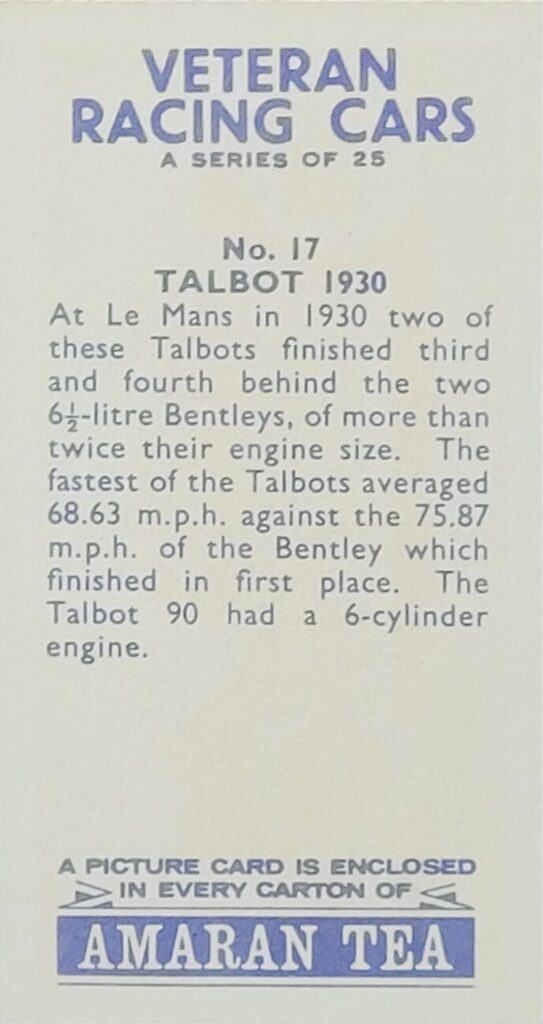 VETERAN
RACING CARS
A SERIES OF 25
No. 17
TALBOT 1930
At Le Mans in 1930 two of
these Talbots finished third
and fourth behind the two
6½-litre Bentleys, of more than
twice their engine size. The
fastest of the Talbots averaged
68.63 m.p.h. against the 75.87
m.p.h. of the Bentley which
finished in first place. The
Talbot 90 had a 6-cylinder
engine.
A PICTURE CARD IS ENCLOSED
IN EVERY CARTON OF
AMARAN TEA